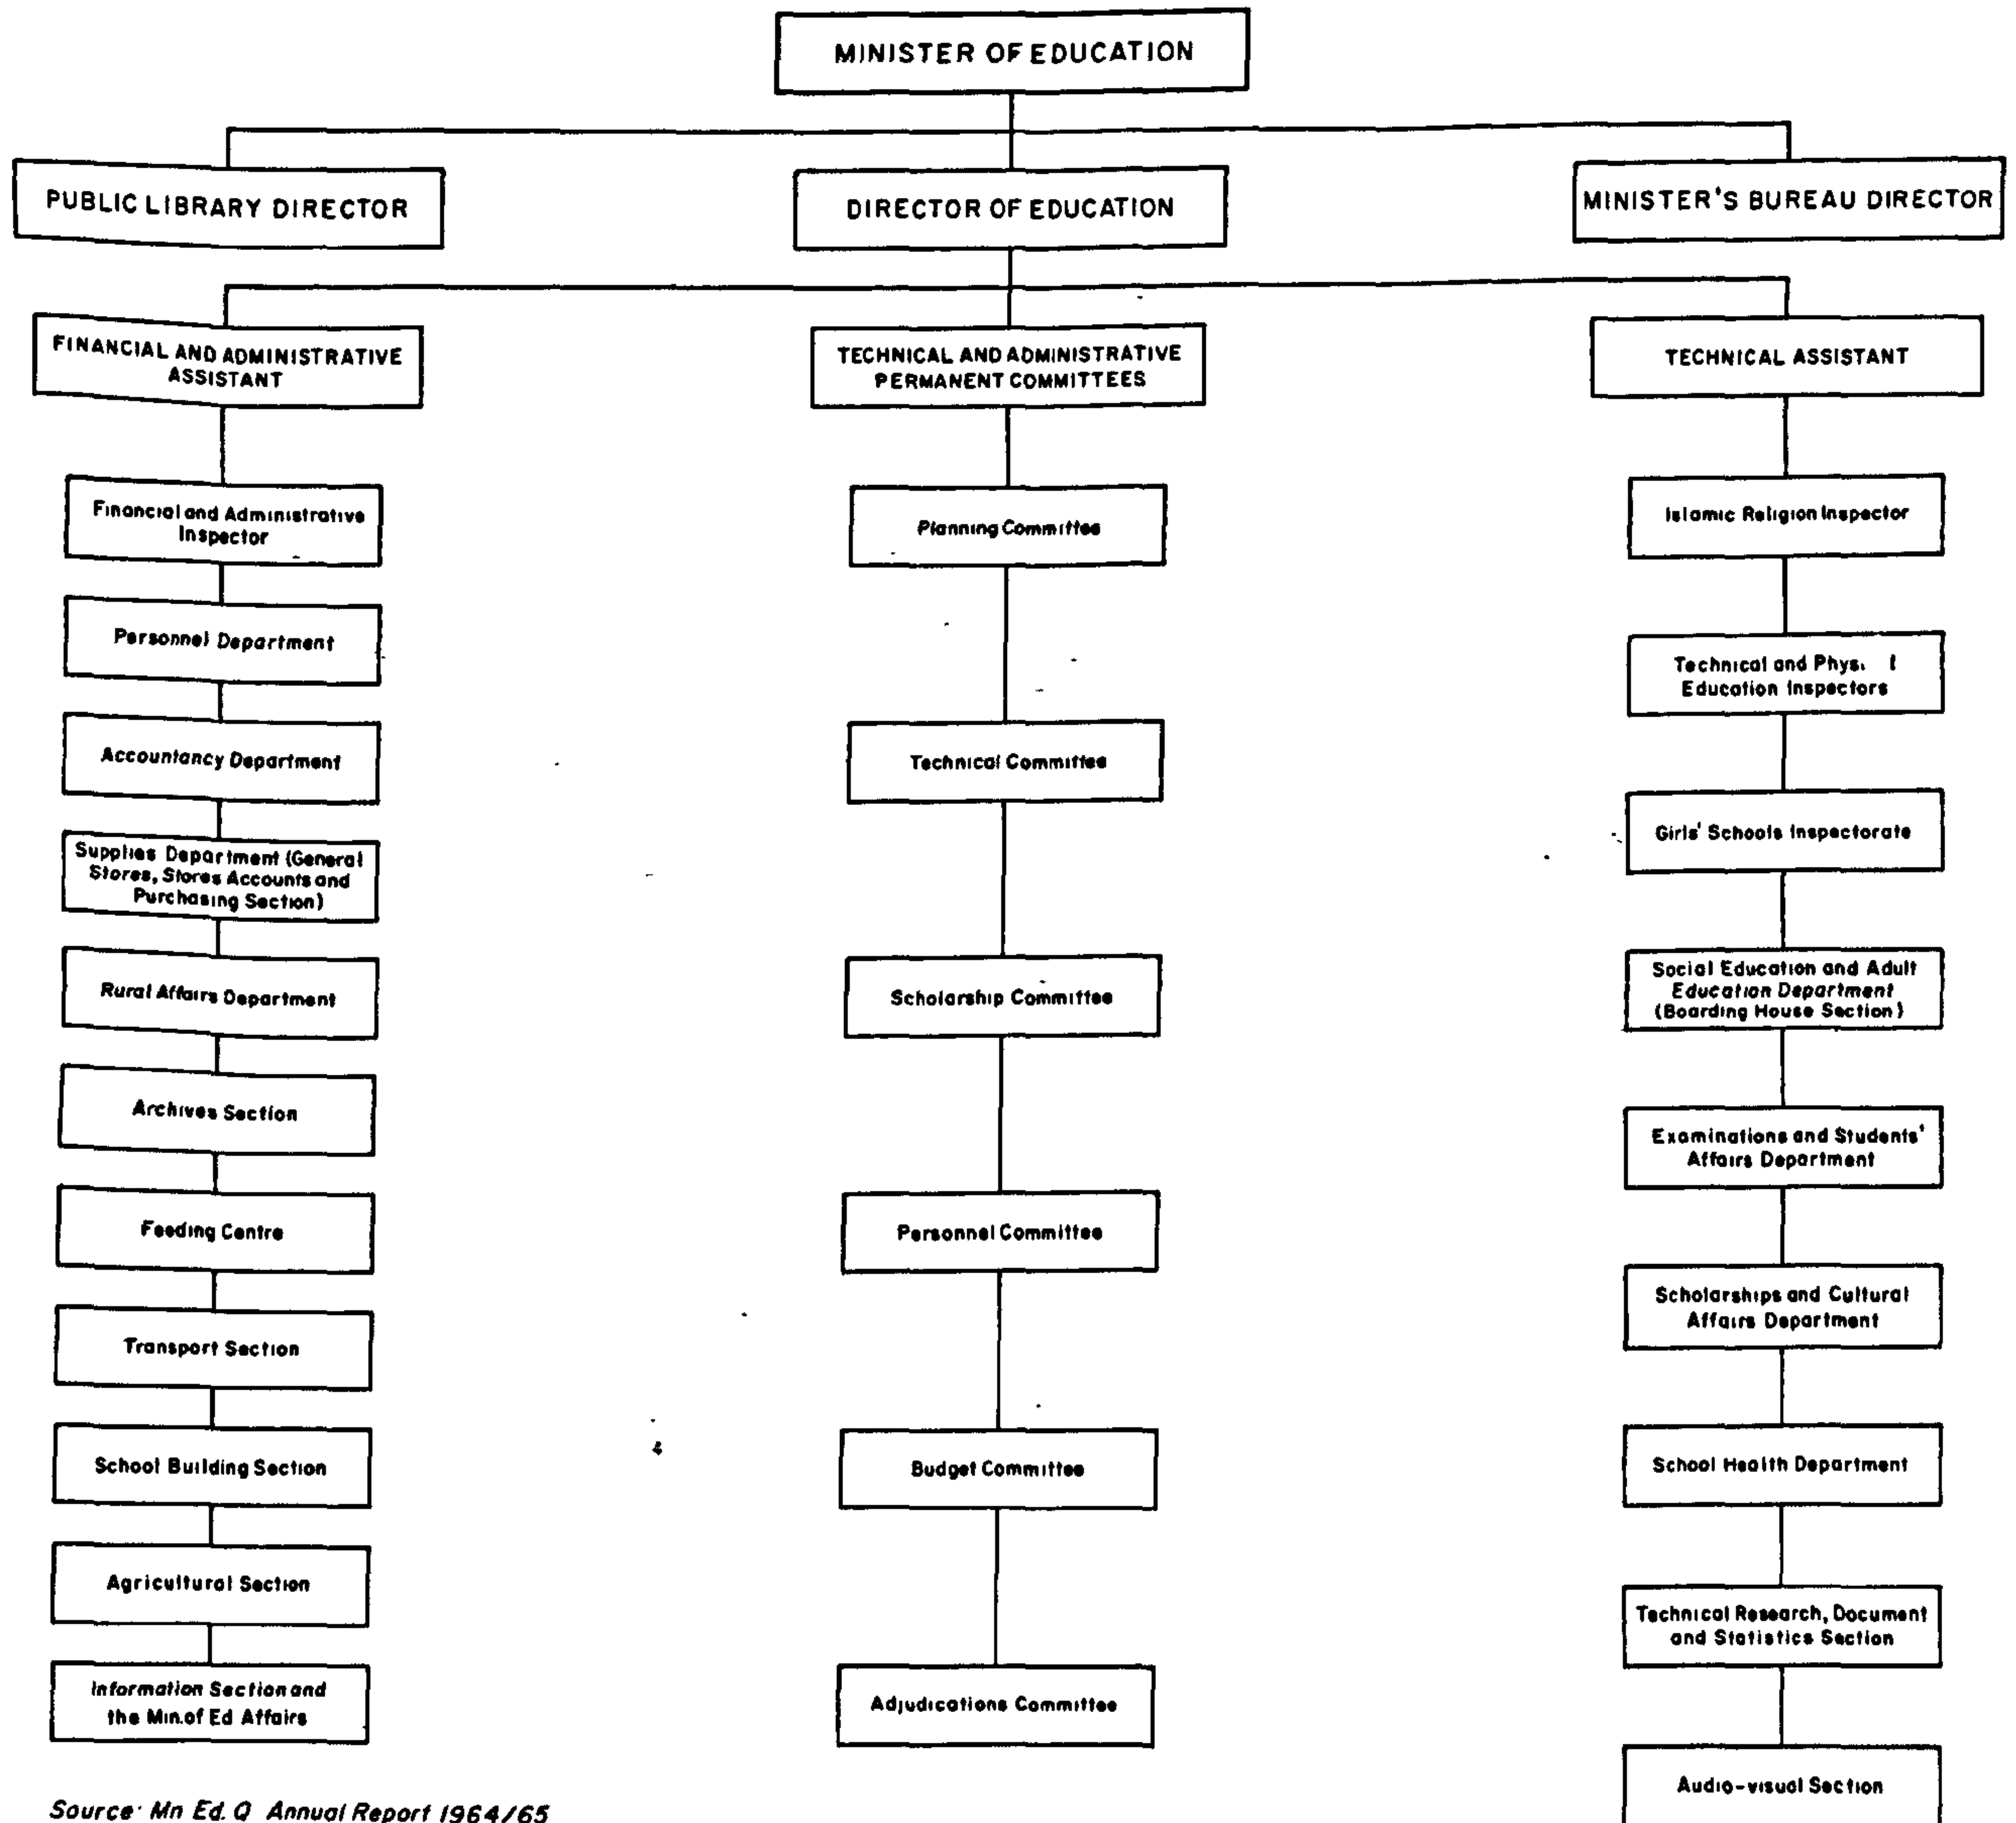 MINISTER OF EDUCATION
PUBLIC LIBRARY DIRECTOR
DIRECTOR OF EDUCATION
MINISTER'S BUREAU DIRECTOR
FINANCIAL AND ADMINISTRATIVE
ASSISTANT
TECHNICAL AND ADMINISTRATIVE
PERMANENT COMMITTEES
TECHNICAL ASSISTANT
Financial and Administrative
Inspector
Personnel Department
Accountancy Department
Supplies Department (General
Stores, Stores Accounts and
Purchasing Section)
Rural Affairs Department
Archives Section
Feeding Centre
Transport Section
School Building Section
Agricultural Section
Information Section and
the Min. of Ed Affairs
Planning Committee
Technical Committee
Scholarship Committee
Personnel Committee
Budget Committee
Adjudications Committee
Islamic Religion Inspector
Technical and
Education Inspectors
Girls' Schools Inspectorate
Social Education and Adult
Education Department
(Boarding House Section)
Examinations and Students'
Affairs Department
Scholarships and Cultural
Affairs Department
School Health Department
Technical Research, Document
and Statistics Section
Audio-visual Section
Source: Mn Ed. Q Annual Report 1964/65